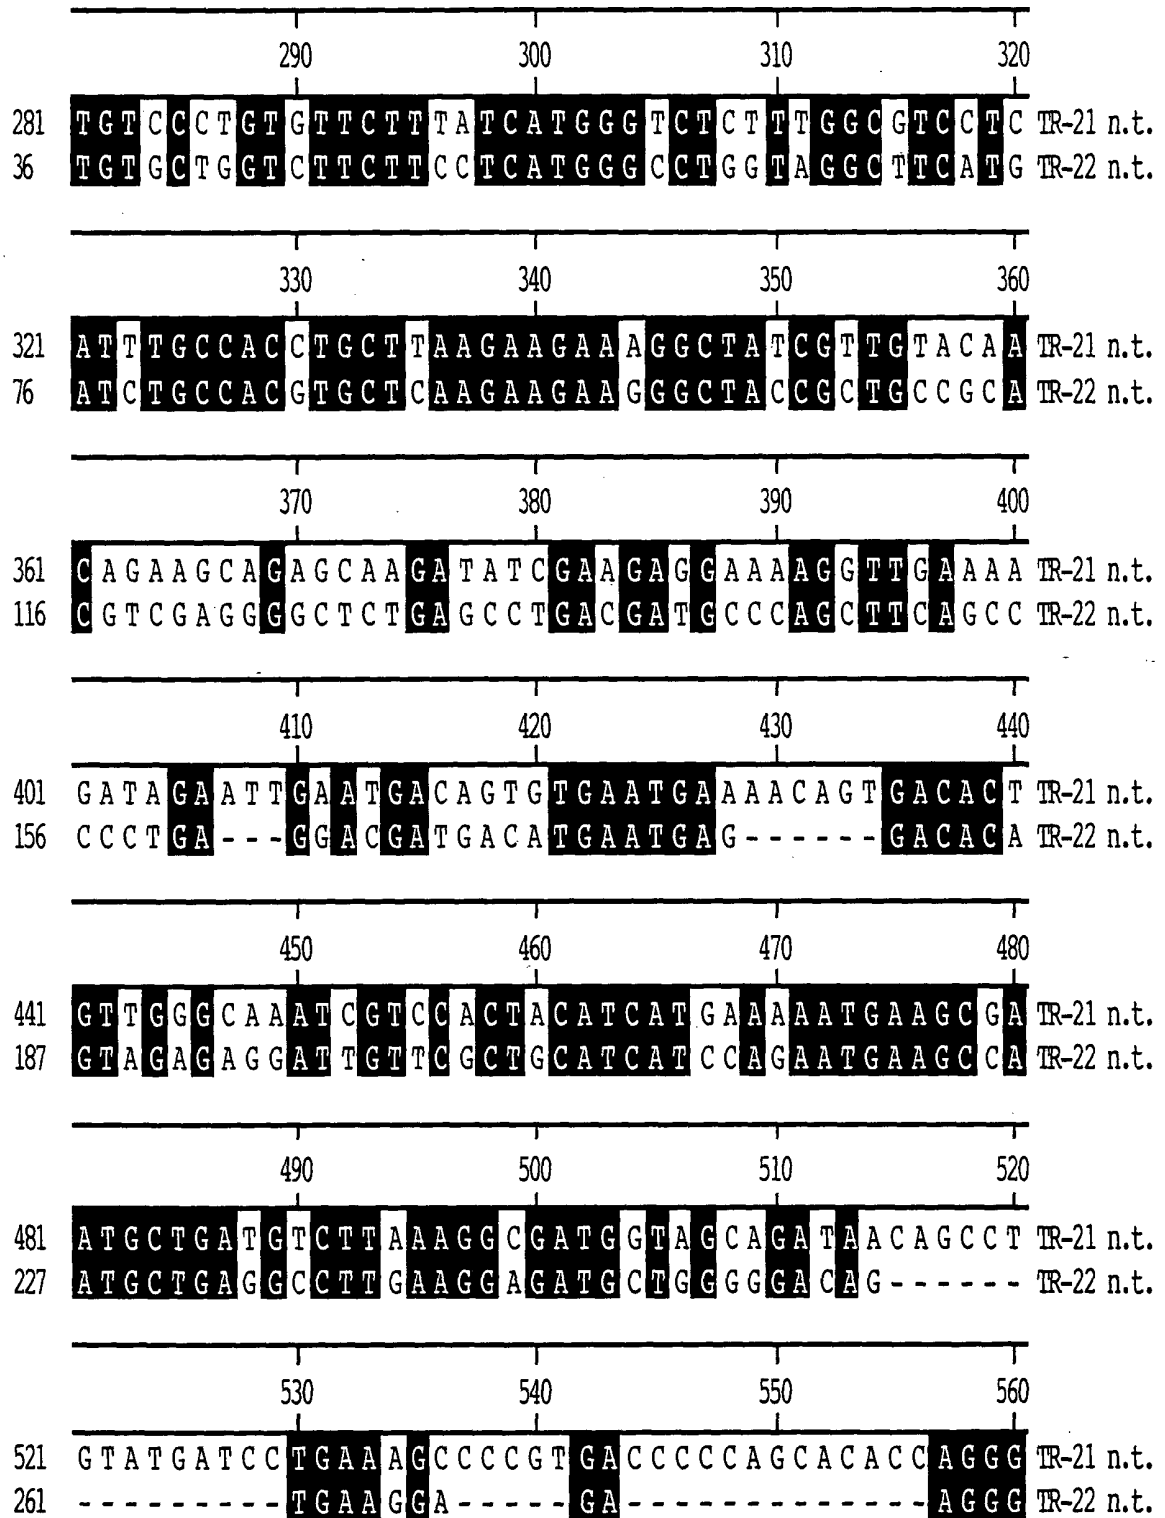 290 300 310 320
281 TGTCCCTGTGTTCTTTATCATGGGTCTCTTTGGCGTCCTC TR-21 n.t.
36 TGTGCTGGTCTTCTTCCTCATGGGCCTGGTAGGCTTCATG TR-22 n.t.
330 340 350 360
321 ATTTGCCACCTGCTTAAGAAGAAAGGCTATCGTTGTACAA TR-21 n.t.
76 ATCTGCCACGTGCTCAAGAAGAAGGGCTACCGCTGCCGCA TR-22 n.t.
370 380 390 400
361 CAGAAGCAGAGCAAGATATCGAAGAGGAAAAGGTTGAAAA TR-21 n.t.
116 CGTCGAGGGGCTCTGAGCCTGACGATGCCCAGCTTCAGCC TR-22 n.t.
410 420 430 440
401 GATAGAATTGAATGACAGTGTGAATGAAAACAGTGACACT TR-21 n.t.
156 CCCTGA---GGACGATGACATGAATGAG------GACACA TR-22 n.t.
450 460 470 480
441 GTTGGGCAAATCGTCCACTACATCATGAAAAATGAAGCGA TR-21 n.t.
187 GTAGAGAGGATTGTTCGCTGCATCATCCAGAATGAAGCCA TR-22 n.t.
490 500 510 520
481 ATGCTGATGTCTTAAAGGCGATGGTAGCAGATAACAGCCT TR-21 n.t.
227 ATGCTGAGGCCTTGAAGGAGATGCTGGGGGACAG------ TR-22 n.t.
530 540 550 560
521 GTATGATCCTGAAAGCCCCGTGACCCCCAGCACACCAGGG TR-21 n.t.
261 ---------TGAAGGA-----GA-------------AGGG TR-22 n.t.